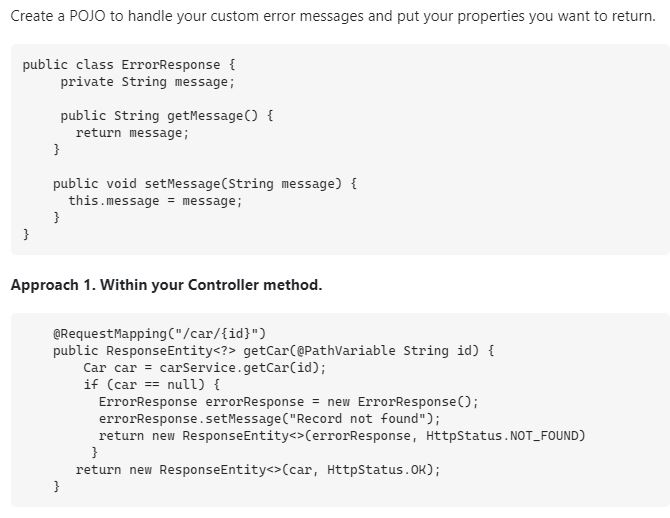 Create a POJO to handle your custom error messages and put your properties you want to return.
public class ErrorResponse {
     private String message;

     public String getMessage() {
       return message;
    }

    public void setMessage(String message) {
      this.message = message;
    }
}
Approach 1. Within your Controller method.
    @RequestMapping("/car/{id}")
    public ResponseEntity<?> getCar(@PathVariable String id) {
        Car car = carService.getCar(id);
        if (car == null) {
          ErrorResponse errorResponse = new ErrorResponse();
          errorResponse.setMessage("Record not found");
          return new ResponseEntity<>(errorResponse, HttpStatus.NOT_FOUND)
         }
       return new ResponseEntity<>(car, HttpStatus.OK);
    }